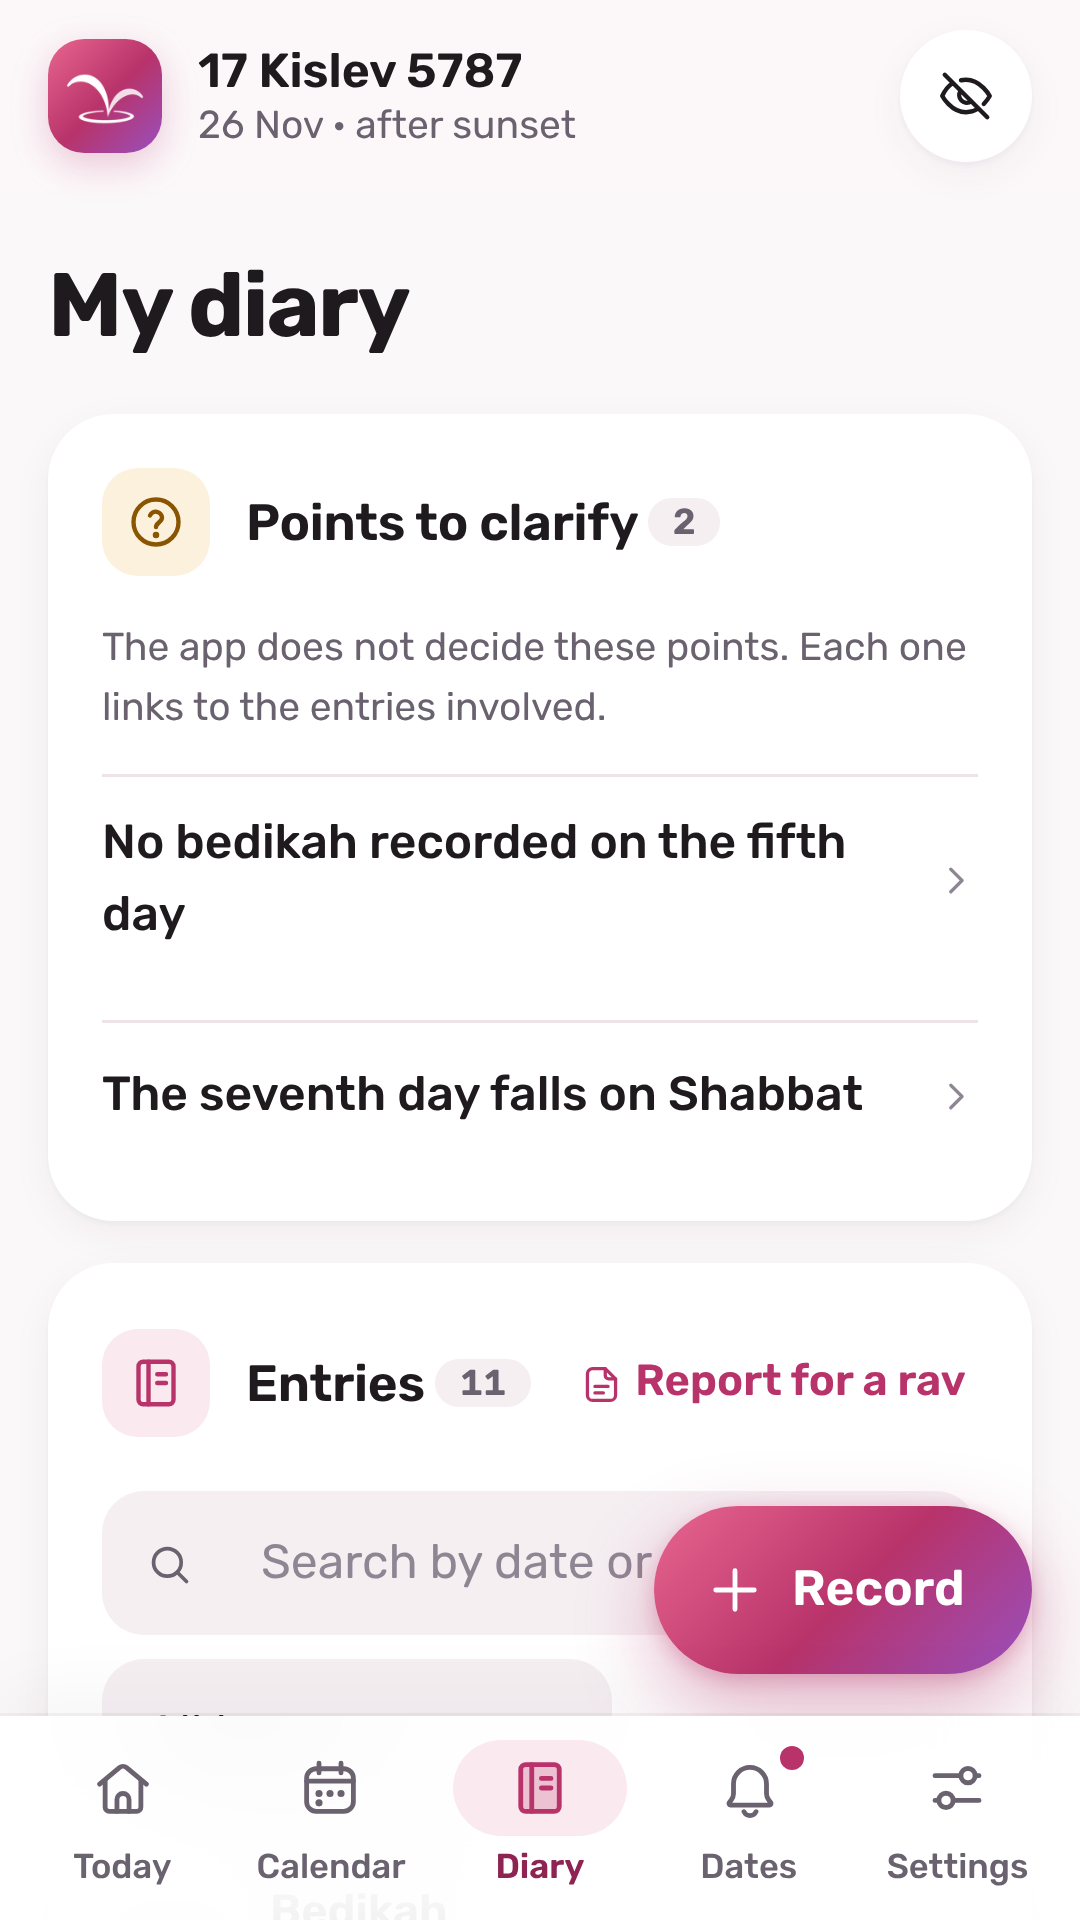 17 Kislev 5787
26 Nov • after sunset
My diary
Points to clarify 2
The app does not decide these points. Each one
links to the entries involved.
No bedikah recorded on the fifth
day
The seventh day falls on Shabbat
Entries 11 Report for a rav
Search by date or
Record
Today Calendar Diary Dates Settings
Bedikah